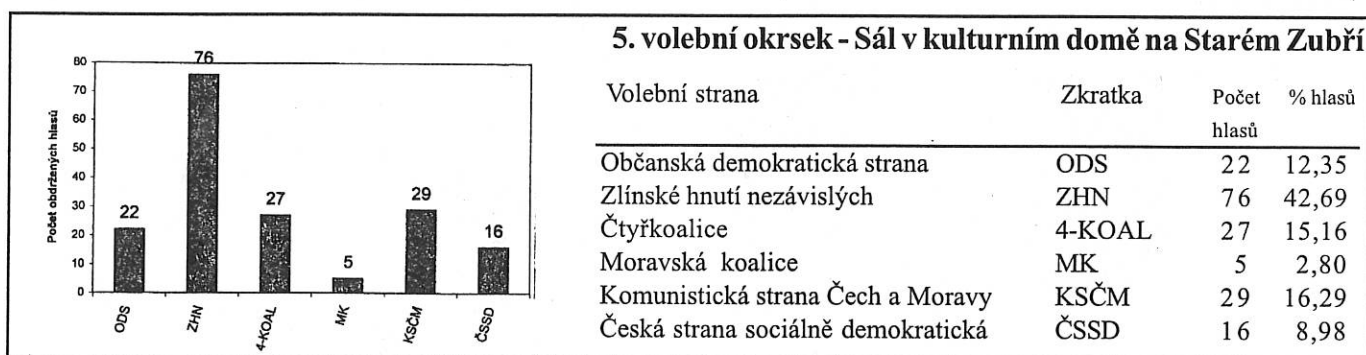 5. volební okrsek - Sál v kulturním domě na Starém Zubří
Počet obdržených hlasů
80
70
60
50
40
30
20
10
0
22
76
27
5
29
16
ODS
ZHN
4-KOAL
MK
KSČM
ČSSD
Volební strana Zkratka Počet hlasů % hlasů
Občanská demokratická strana ODS 22 12,35
Zlínské hnutí nezávislých ZHN 76 42,69
Čtyřkoalice 4-KOAL 27 15,16
Moravská koalice MK 5 2,80
Komunistická strana Čech a Moravy KSČM 29 16,29
Česká strana sociálně demokratická ČSSD 16 8,98